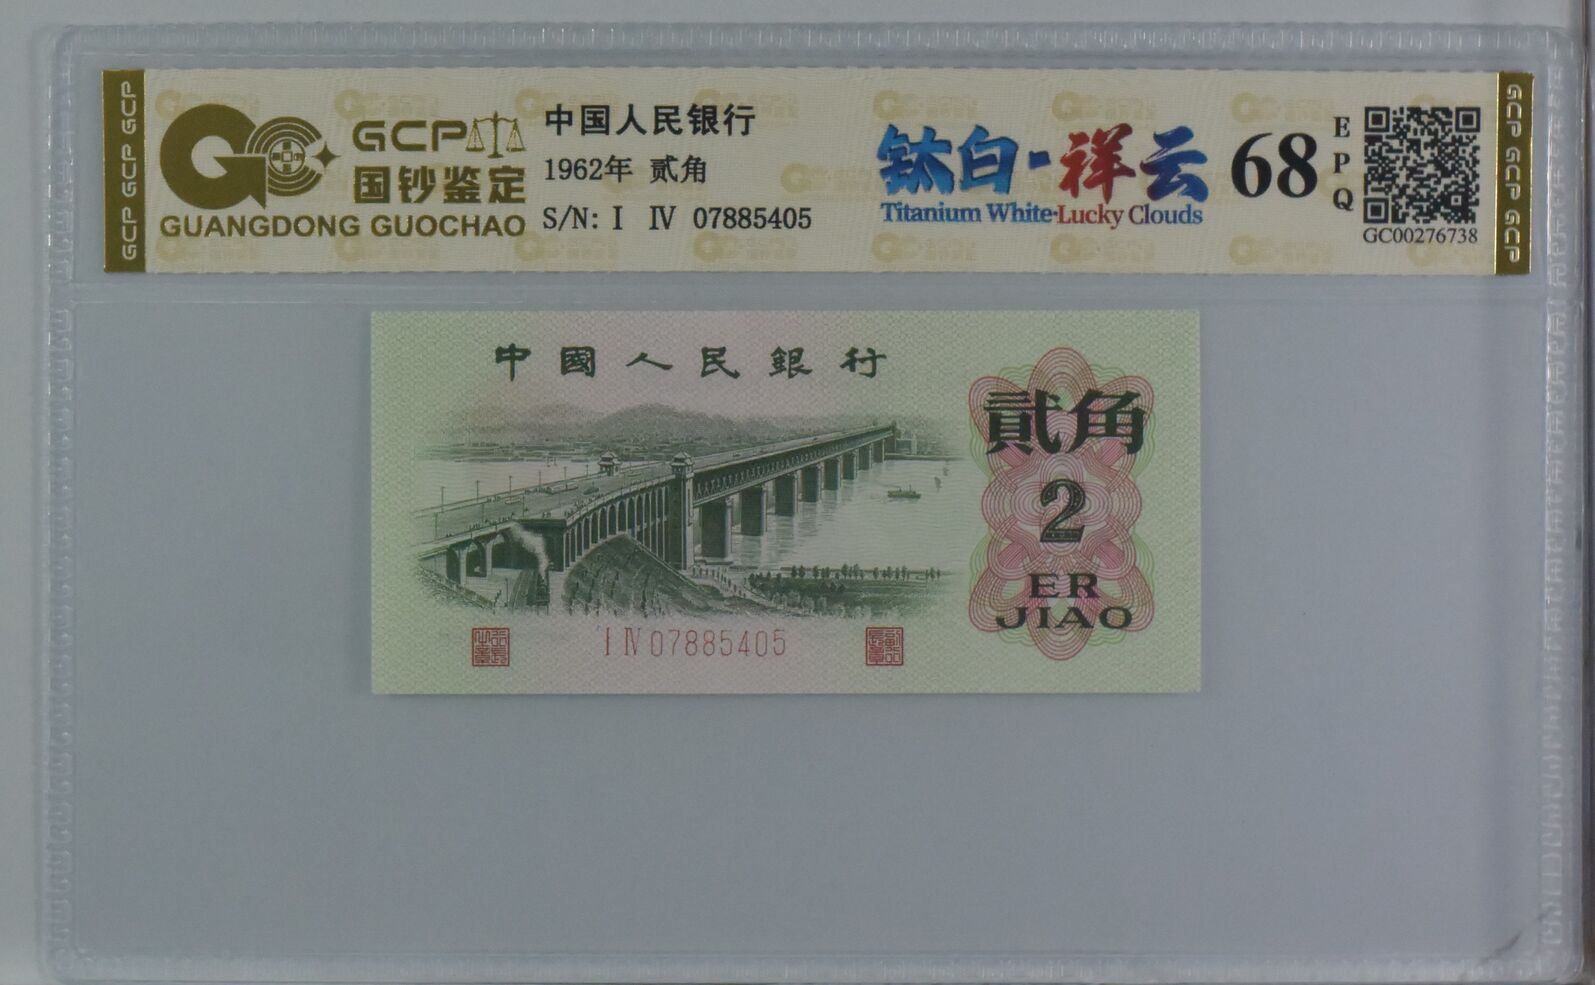 GCP GCP GCP
GCP
国钞鉴定
GUANGDONG GUOCHAO
中国人民银行
1962年 贰角
S/N: I IV 07885405
钛白-祥云
Titanium White-Lucky Clouds
68
EPQ
GC00276738
GCP GCP GCP
中國人民銀行
貳角
2
ER
JIAO
I IV 07885405